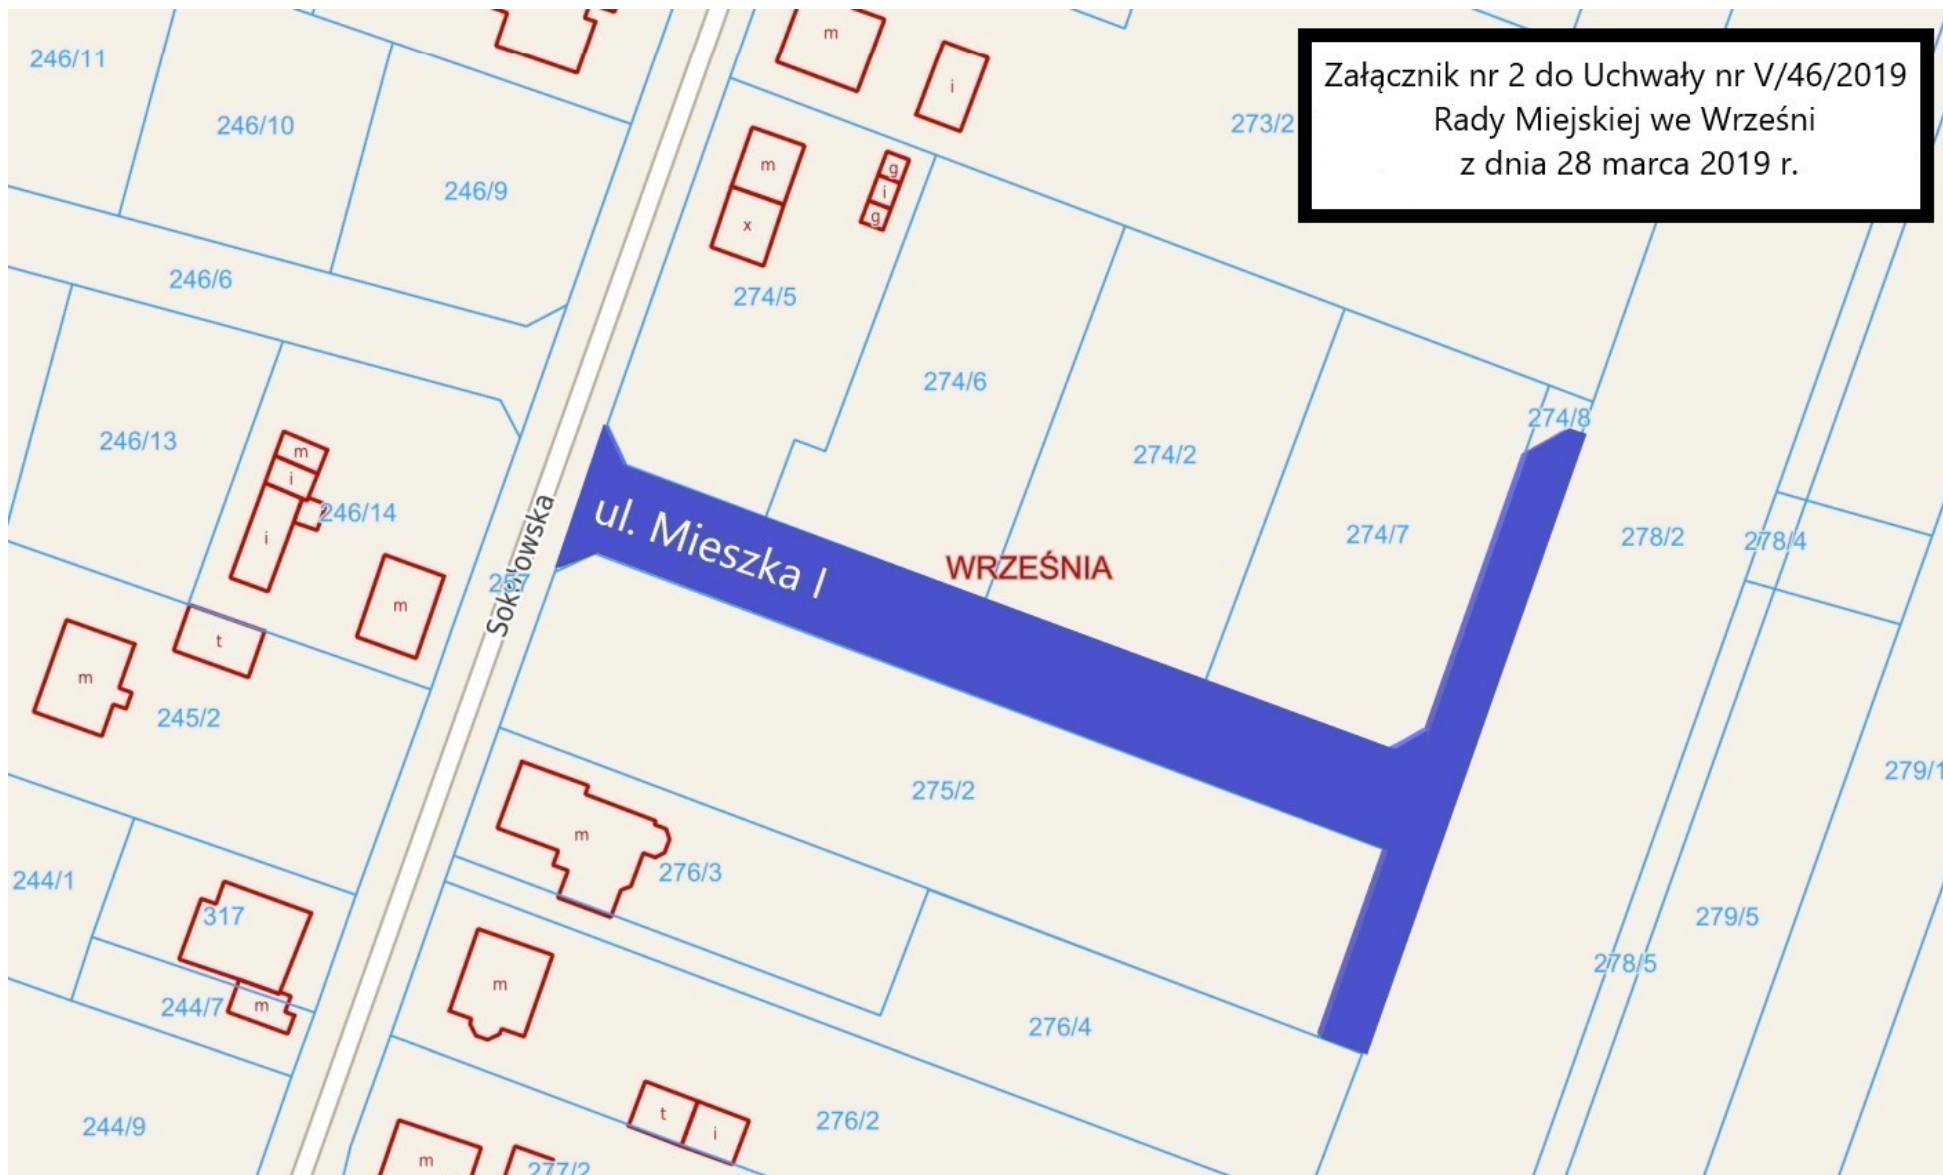 Załącznik nr 2 do Uchwały nr V/46/2019
Rady Miejskiej we Wrześni
z dnia 28 marca 2019 r.
m
246/11
i
273/2
246/10
m
g
i
246/9
g
x
246/6
274/5
274/6
274/8
246/13
m
274/2
i
246/14
ul. Mieszka I
274/7
i
278/2
278/4
WRZEŚNIA
257
Sokołowska
m
t
m
245/2
279/1
275/2
m
276/3
244/1
317
279/5
278/5
m
244/7
m
276/4
t
i
276/2
244/9
m
277/2